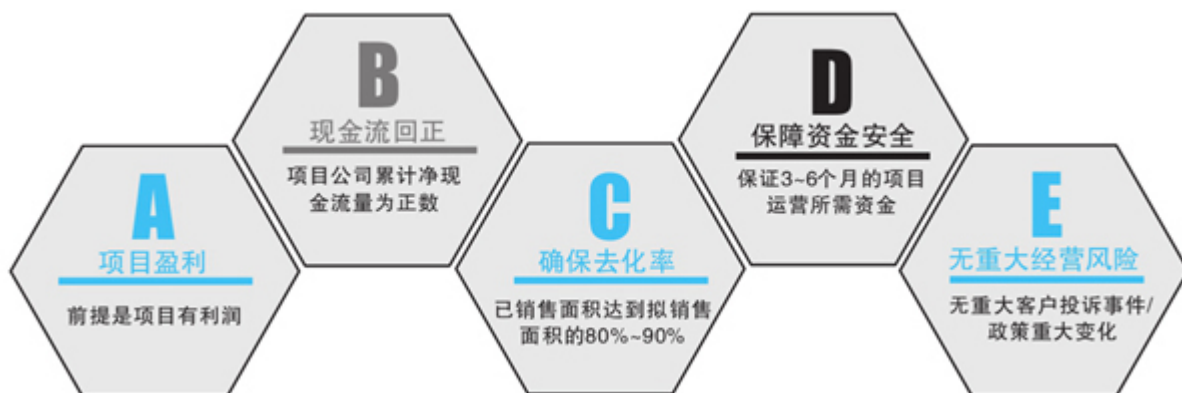 A
项目盈利
前提是项目有利润
B
现金流回正
项目公司累计净现
金流量为正数
C
确保去化率
已销售面积达到拟销售
面积的80%~90%
D
保障资金安全
保证3~6个月的项目
运营所需资金
E
无重大经营风险
无重大客户投诉事件/
政策重大变化